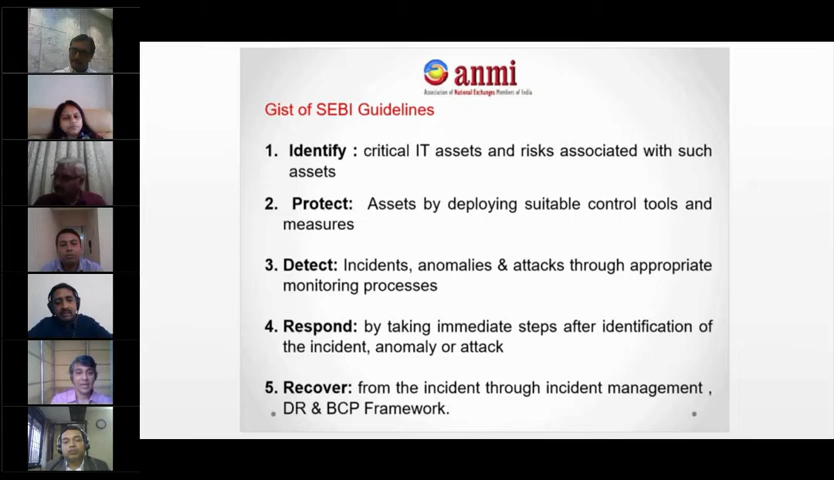 anmi
Association of National Exchanges Members of India
Gist of SEBI Guidelines
1. Identify : critical IT assets and risks associated with such
assets
2. Protect: Assets by deploying suitable control tools and
measures
3. Detect: Incidents, anomalies & attacks through appropriate
monitoring processes
4. Respond: by taking immediate steps after identification of
the incident, anomaly or attack
5. Recover: from the incident through incident management ,
DR & BCP Framework.